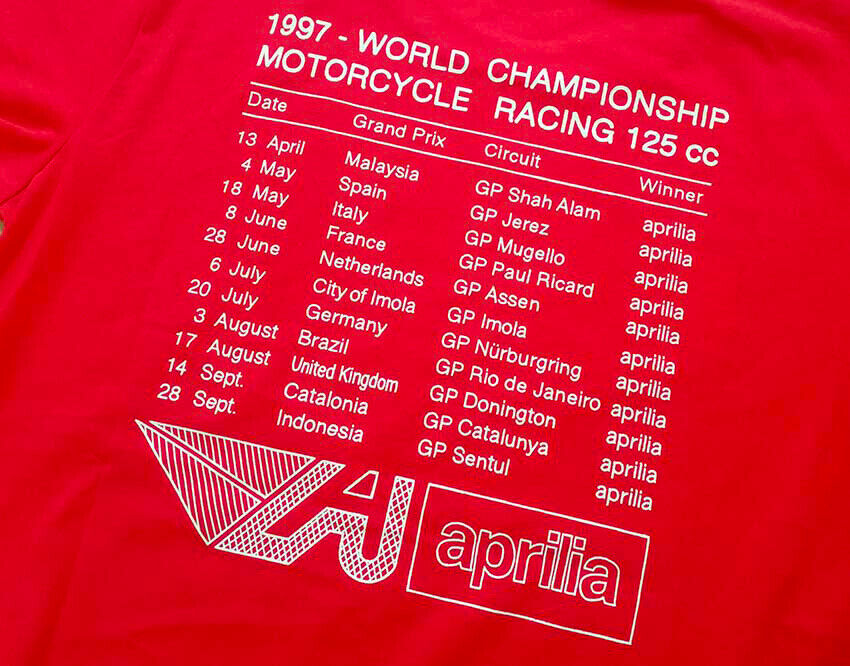 1997 - WORLD CHAMPIONSHIP
MOTORCYCLE RACING 125 cc
Date Grand Prix Circuit Winner
13 April Malaysia GP Shah Alam aprilia
4 May Spain GP Jerez aprilia
18 May Italy GP Mugello aprilia
8 June France GP Paul Ricard aprilia
28 June Netherlands GP Assen aprilia
6 July City of Imola GP Imola aprilia
20 July Germany GP Nürburgring aprilia
3 August Brazil GP Rio de Janeiro aprilia
17 August United Kingdom GP Donington aprilia
14 Sept. Catalonia GP Catalunya aprilia
28 Sept. Indonesia GP Sentul aprilia
aprilia